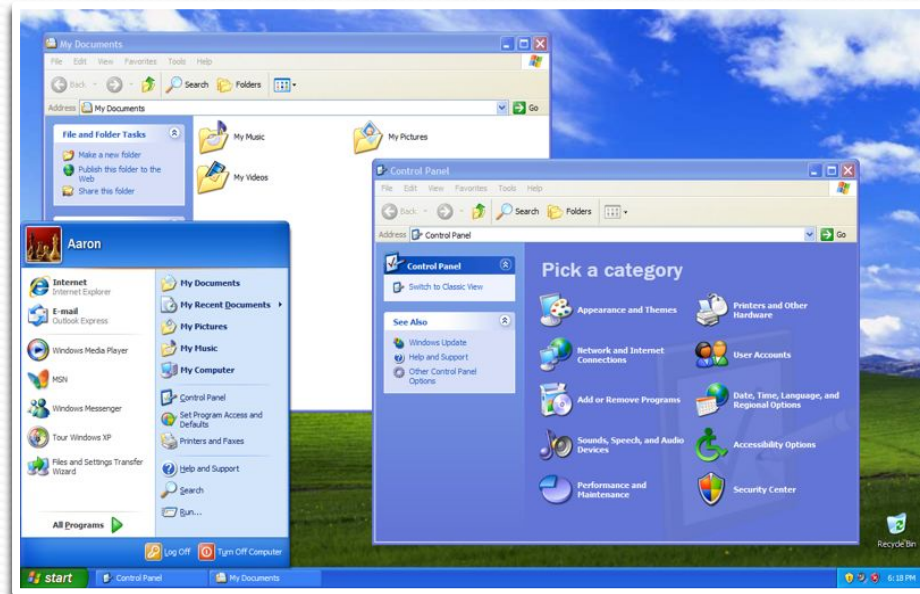 My Documents
File Edit View Favorites Tools Help
Back Search Folders
Address My Documents Go
File and Folder Tasks
Make a new folder
Publish this folder to the
Web
Share this folder
My Music
My Pictures
My Videos
Control Panel
File Edit View Favorites Tools Help
Back Search Folders
Address Control Panel Go
Control Panel
Switch to Classic View
See Also
Windows Update
Help and Support
Other Control Panel
Options
Pick a category
Appearance and Themes
Printers and Other
Hardware
Network and Internet
Connections
User Accounts
Add or Remove Programs
Date, Time, Language, and
Regional Options
Sounds, Speech, and Audio
Devices
Accessibility Options
Performance and
Maintenance
Security Center
Aaron
Internet
Internet Explorer
E-mail
Outlook Express
Windows Media Player
MSN
Windows Messenger
Tour Windows XP
Files and Settings Transfer
Wizard
All Programs
My Documents
My Recent Documents
My Pictures
My Music
My Computer
Control Panel
Set Program Access and
Defaults
Printers and Faxes
Help and Support
Search
Run...
Log Off Turn Off Computer
Recycle Bin
start Control Panel My Documents 6:18 PM